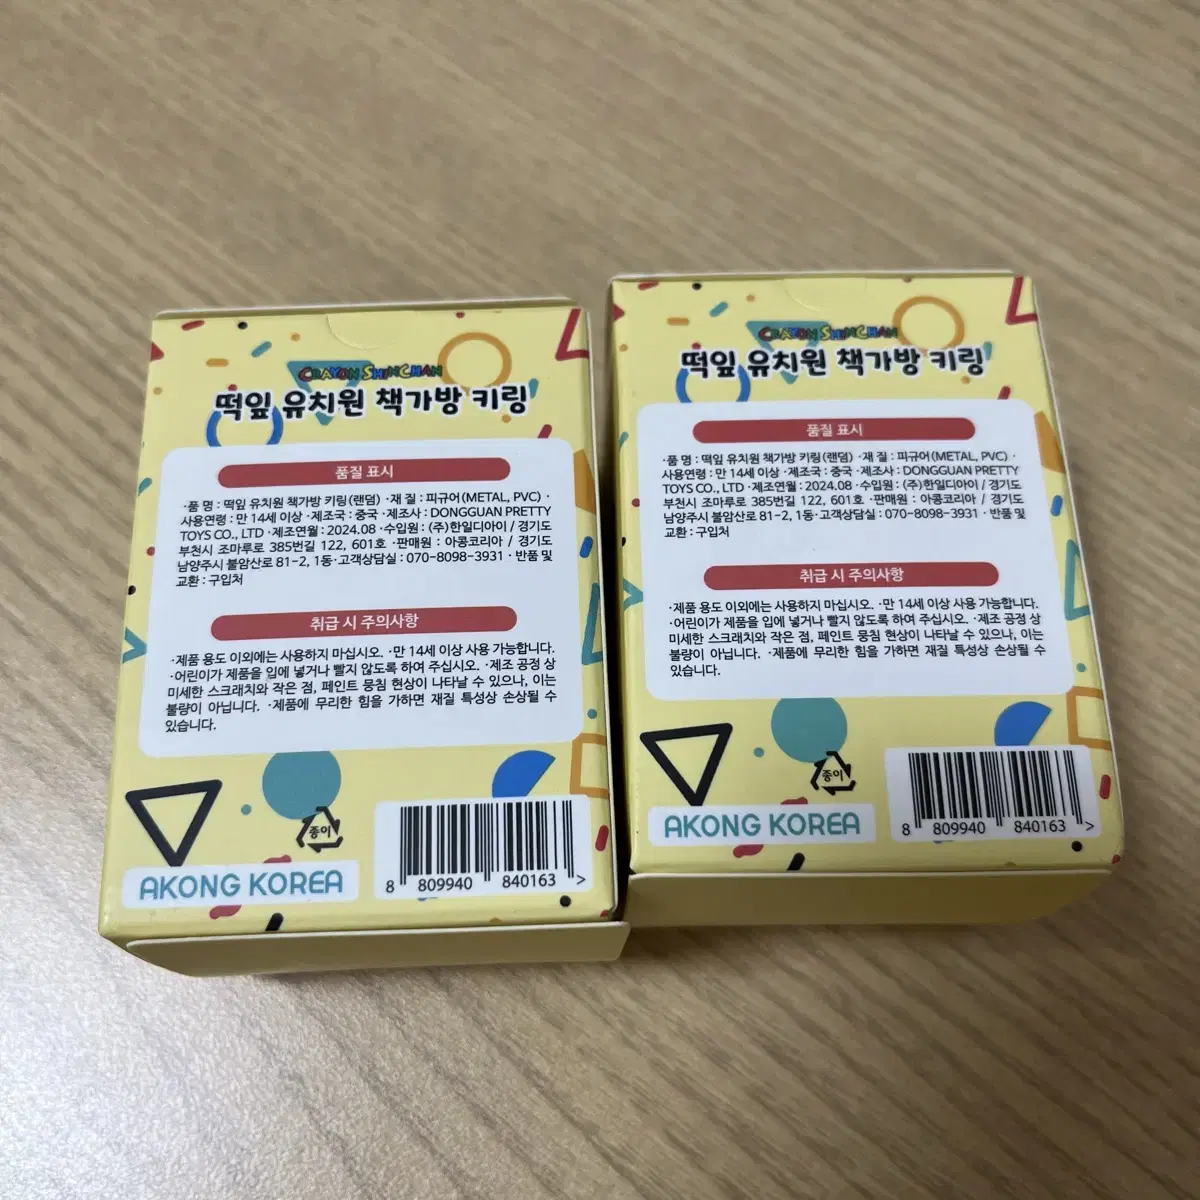 CRAYON SHINCHAN
떡잎 유치원 책가방 키링
품질 표시
·품 명 : 떡잎 유치원 책가방 키링(랜덤) ·재 질 : 피규어(METAL, PVC) ·
사용연령 : 만 14세 이상 ·제조국 : 중국 ·제조사 : DONGGUAN PRETTY
TOYS CO., LTD ·제조연월 : 2024.08 ·수입원 : (주)한일디아이 / 경기도
부천시 조마루로 385번길 122, 601호 ·판매원 : 아콩코리아 / 경기도
남양주시 불암산로 81-2, 1동·고객상담실 : 070-8098-3931 · 반품 및
교환 : 구입처
취급 시 주의사항
·제품 용도 이외에는 사용하지 마십시오. ·만 14세 이상 사용 가능합니다.
·어린이가 제품을 입에 넣거나 빨지 않도록 하여 주십시오. ·제조 공정 상
미세한 스크래치와 작은 점, 페인트 뭉침 현상이 나타날 수 있으나, 이는
불량이 아닙니다. ·제품에 무리한 힘을 가하면 재질 특성상 손상될 수
있습니다.
종이
AKONG KOREA
8 809940 840163 >
CRAYON SHINCHAN
떡잎 유치원 책가방 키링
품질 표시
·품 명 : 떡잎 유치원 책가방 키링(랜덤) ·재 질 : 피규어(METAL, PVC) ·
사용연령 : 만 14세 이상 ·제조국 : 중국 ·제조사 : DONGGUAN PRETTY
TOYS CO., LTD ·제조연월 : 2024.08 ·수입원 : (주)한일디아이 / 경기도
부천시 조마루로 385번길 122, 601호 ·판매원 : 아콩코리아 / 경기도
남양주시 불암산로 81-2, 1동·고객상담실 : 070-8098-3931 · 반품 및
교환 : 구입처
취급 시 주의사항
·제품 용도 이외에는 사용하지 마십시오. ·만 14세 이상 사용 가능합니다.
·어린이가 제품을 입에 넣거나 빨지 않도록 하여 주십시오. ·제조 공정 상
미세한 스크래치와 작은 점, 페인트 뭉침 현상이 나타날 수 있으나, 이는
불량이 아닙니다. ·제품에 무리한 힘을 가하면 재질 특성상 손상될 수
있습니다.
종이
AKONG KOREA
8 809940 840163 >